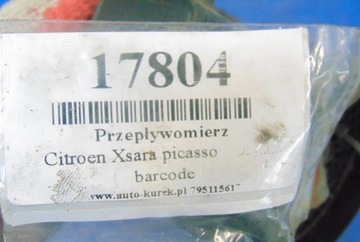 17804
Przepływomierz
Citroen Xsara picasso
barcode
www.auto-kurek.pl 795115617